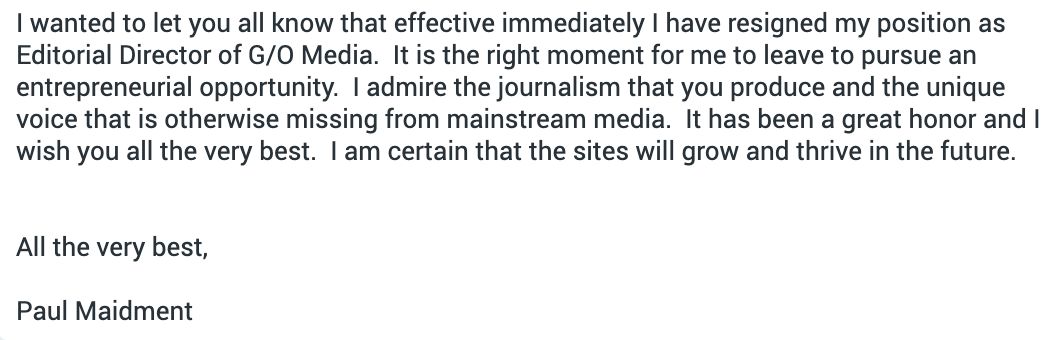 I wanted to let you all know that effective immediately I have resigned my position as
Editorial Director of G/O Media.  It is the right moment for me to leave to pursue an
entrepreneurial opportunity.  I admire the journalism that you produce and the unique
voice that is otherwise missing from mainstream media.  It has been a great honor and I
wish you all the very best.  I am certain that the sites will grow and thrive in the future.
All the very best,
Paul Maidment